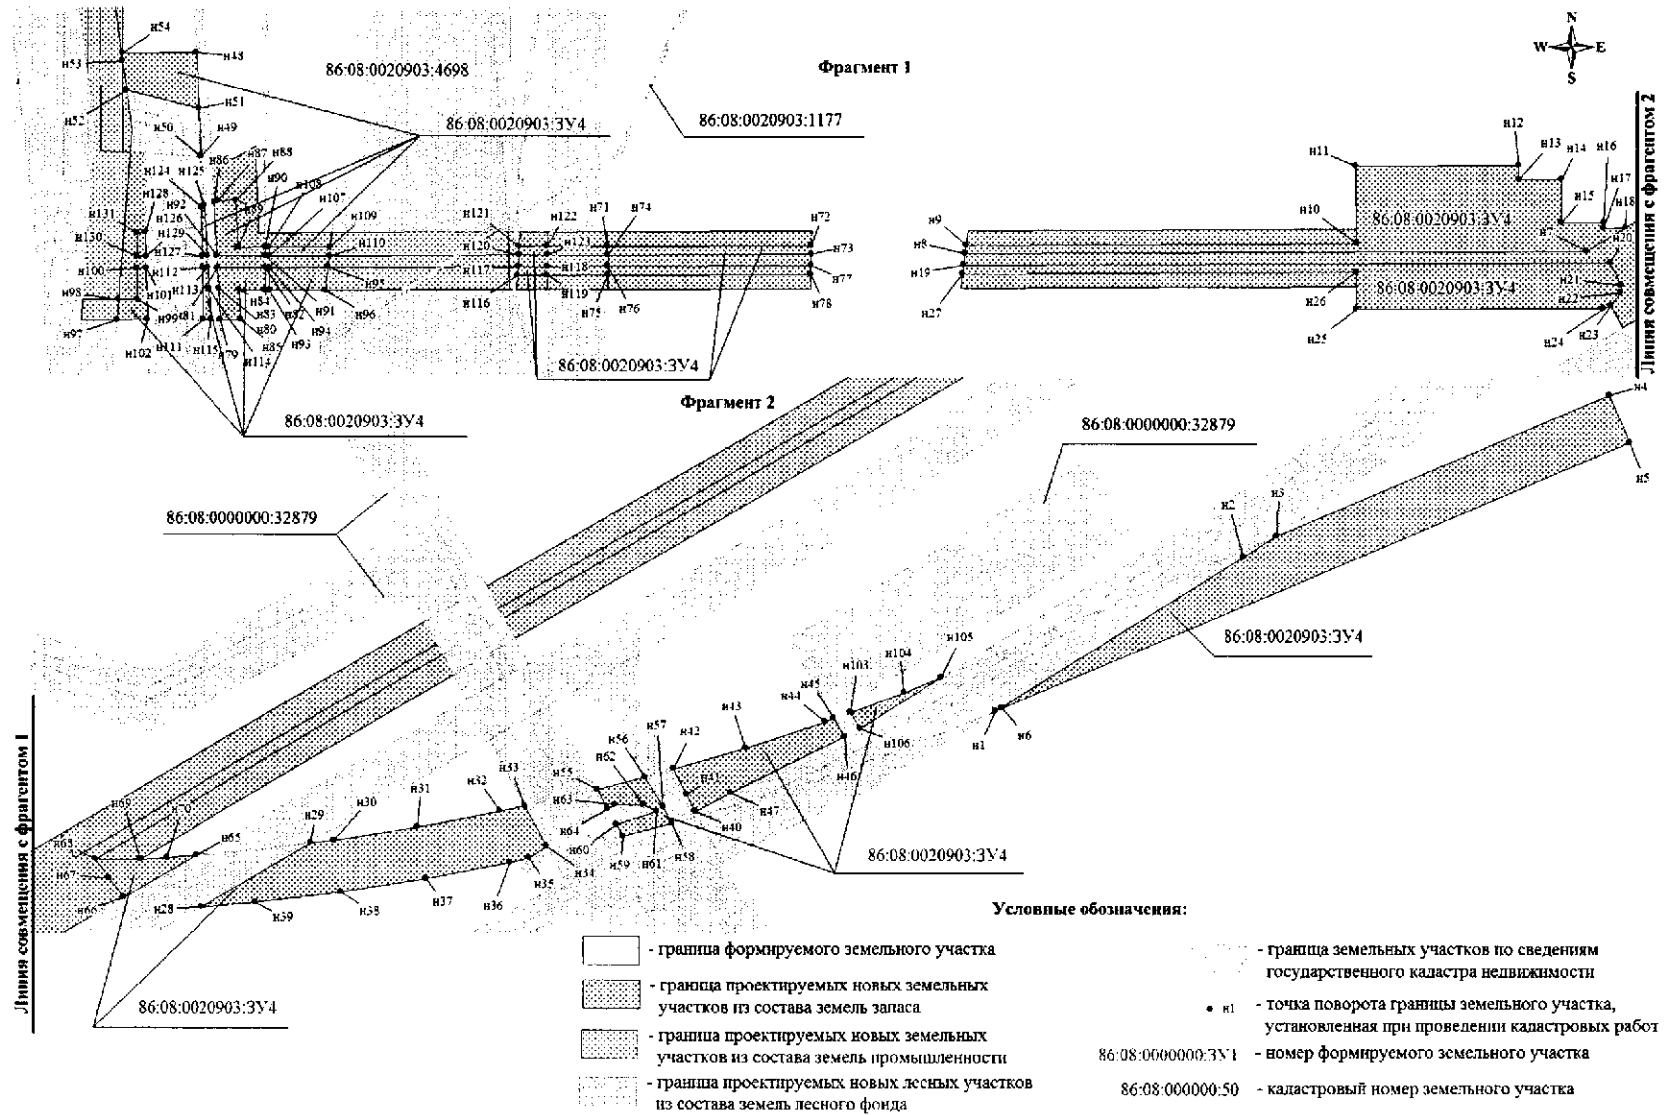 Фрагмент 1
N
W E
S
н54
н48
н53
86:08:0020903:4698
н52
н51
86:08:0020903:ЗУ4
86:08:0020903:1177
н50
н49
н86
н87
н88
н124
н125
н90
н108
н128
н92
н107
н131
н126
н89
н109
н130
н129
н127
н110
н100
н112
н95
н98
н101
н113
н84
н91
н96
н97
н99
н81
н83
н82
н94
н102
н111
н115
н79
н114
н80
н85
н93
н121
н122
н71
н74
н72
н120
н123
н73
н117
н118
н77
н116
н119
н75
н76
н78
86:08:0020903:ЗУ4
86:08:0020903:ЗУ4
н9
н8
н19
н27
н10
н11
н12
н13
н14
н16
н15
н17
н18
н7
н20
86:08:0020903:ЗУ4
86:08:0020903:ЗУ4
н21
н22
н26
н25
н24
н23
Линия совмещения с фрагментом 2
Фрагмент 2
86:08:0000000:32879
86:08:0000000:32879
н4
н5
н2
н3
86:08:0020903:ЗУ4
н1
н6
н105
н104
н103
н106
н45
н44
н43
н46
н42
н41
н47
н40
н57
н56
н62
н55
н63
н64
н60
н59
н61
н58
86:08:0020903:ЗУ4
н33
н32
н31
н30
н29
н34
н35
н36
н37
н38
н39
н28
н69
н70
н65
н68
н67
н66
86:08:0020903:ЗУ4
Линия совмещения с фрагментом 1
Условные обозначения:
- граница формируемого земельного участка
- граница проектируемых новых земельных
участков из состава земель запаса
- граница проектируемых новых земельных
участков из состава земель промышленности
- граница проектируемых новых лесных участков
из состава земель лесного фонда
- граница земельных участков по сведениям
государственного кадастра недвижимости
н1 - точка поворота границы земельного участка,
установленная при проведении кадастровых работ
86:08:0000000:ЗУ1 - номер формируемого земельного участка
86:08:000000:50 - кадастровый номер земельного участка